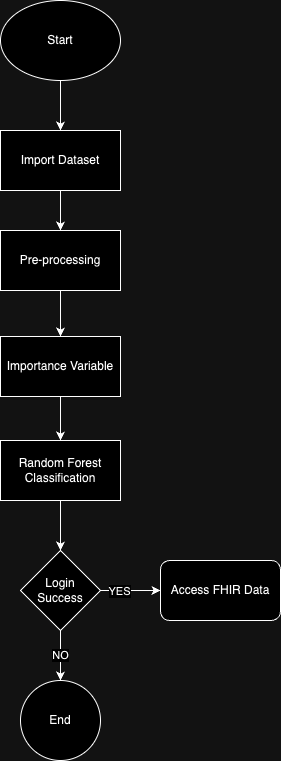 Start
Import Dataset
Pre-processing
Importance Variable
Random Forest
Classification
Login
Success
YES
Access FHIR Data
NO
End